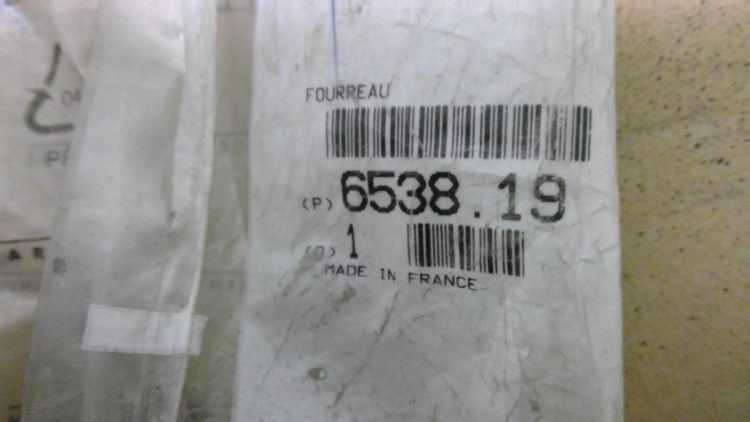 FOURREAU
(P) 6538.19
(Q) 1
MADE IN FRANCE